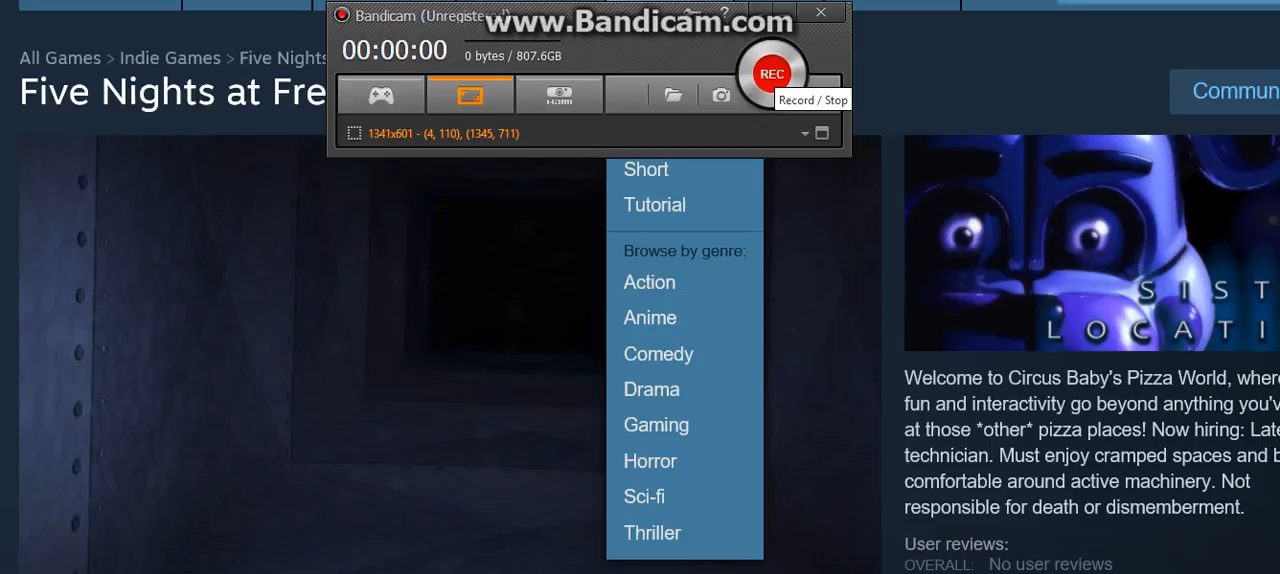 Bandicam (Unregistered)
www.Bandicam.com
00:00:00
0 bytes / 807.6GB
REC
Record / Stop
HDMI
1341x601 - (4, 110), (1345, 711)
All Games > Indie Games > Five Nights
Five Nights at Fre
Commun
Short
Tutorial
Browse by genre:
Action
Anime
Comedy
Drama
Gaming
Horror
Sci-fi
Thriller
SIST
LOCATI
Welcome to Circus Baby's Pizza World, where
fun and interactivity go beyond anything you'v
at those *other* pizza places! Now hiring: Late
technician. Must enjoy cramped spaces and b
comfortable around active machinery. Not
responsible for death or dismemberment.
User reviews:
OVERALL: No user reviews